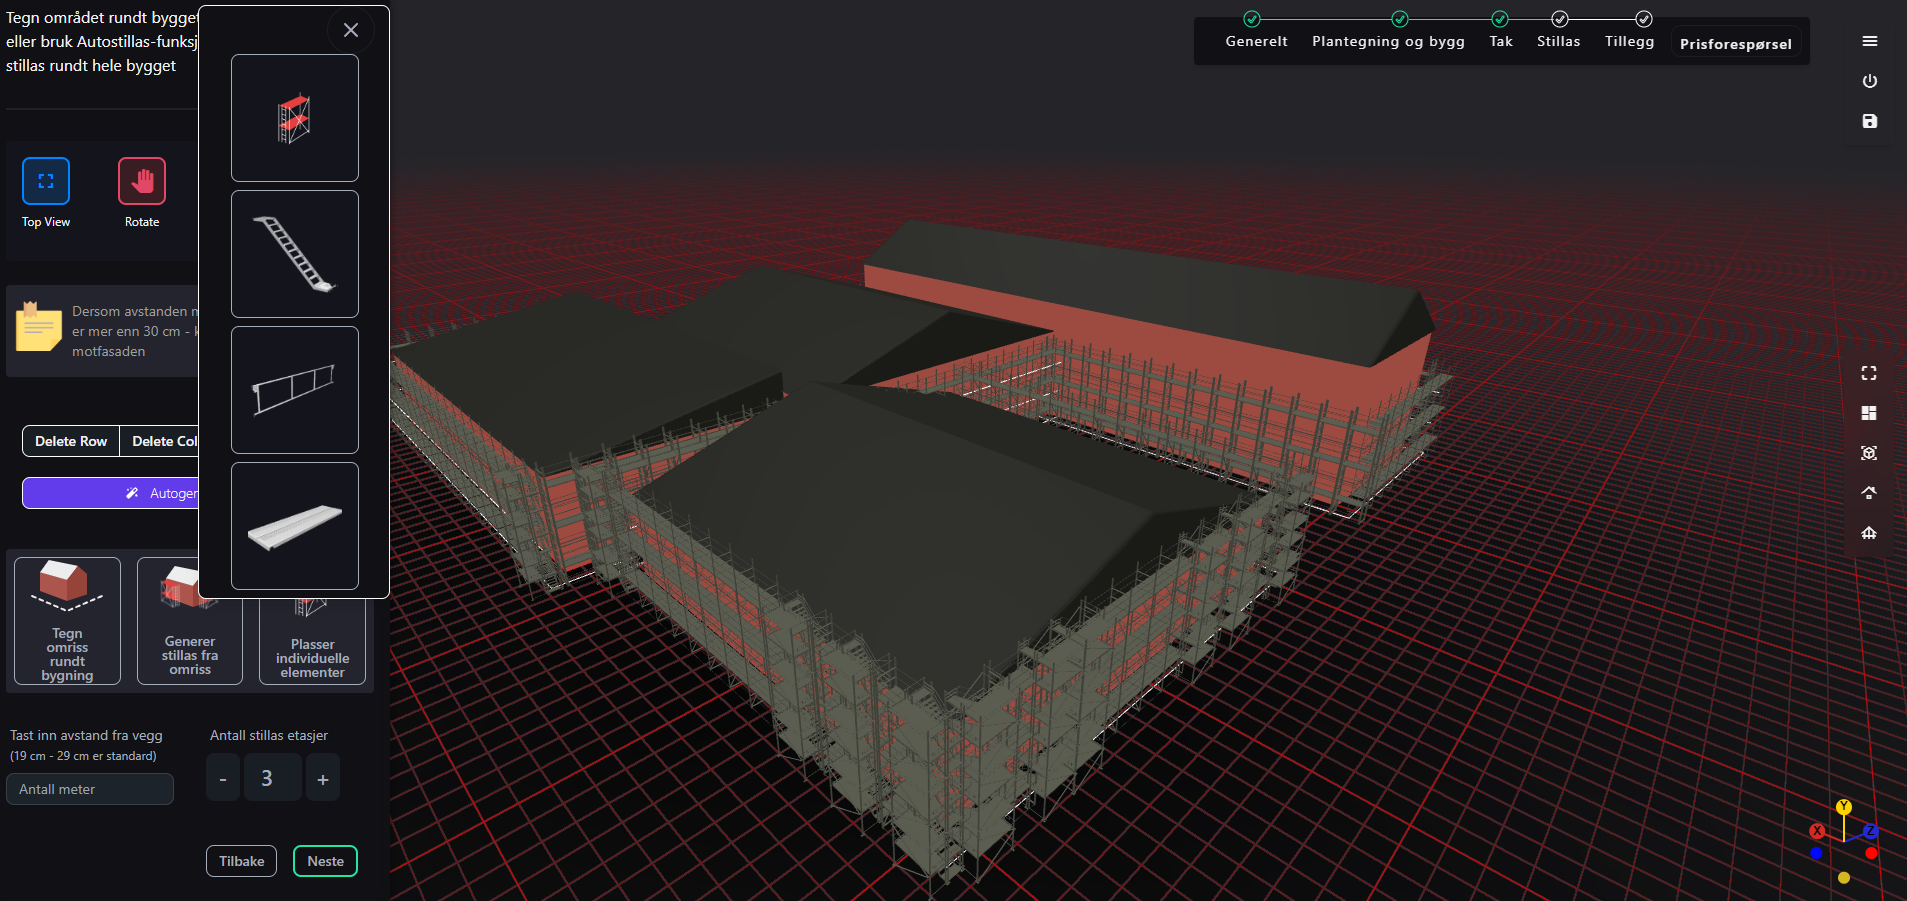 Tegn området rundt bygget
eller bruk Autostillas-funksj
stillas rundt hele bygget
Generelt
Plantegning og bygg
Tak
Stillas
Tillegg
Prisforespørsel
Top View
Rotate
Dersom avstanden
er mer enn 30 cm -
motfasaden
Delete Row
Delete Col
Autoger
Tegn
omriss
rundt
bygning
Generer
stillas fra
omriss
Plasser
individuelle
elementer
Tast inn avstand fra vegg
(19 cm - 29 cm er standard)
Antall meter
Antall stillas etasjer
- 3 +
Tilbake
Neste
Y
X
Z